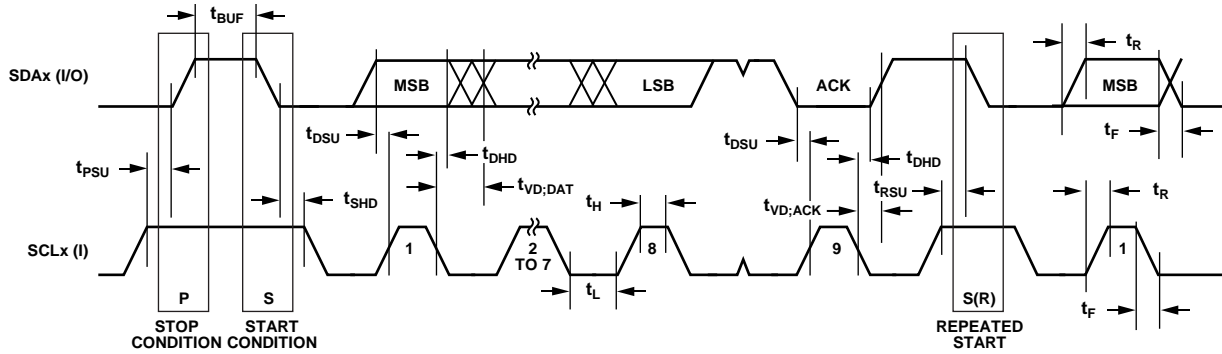 tBUF
SDAx (I/O)
MSB
LSB
ACK
tR
MSB
tDSU
tDHD
tVD;DAT
tDSU
tDHD
tF
tPSU
tSHD
tH
tVD;ACK
tRSU
tR
SCLx (I)
1
2
TO 7
8
9
1
tL
tF
P
S
S(R)
STOP
CONDITION
START
CONDITION
REPEATED
START